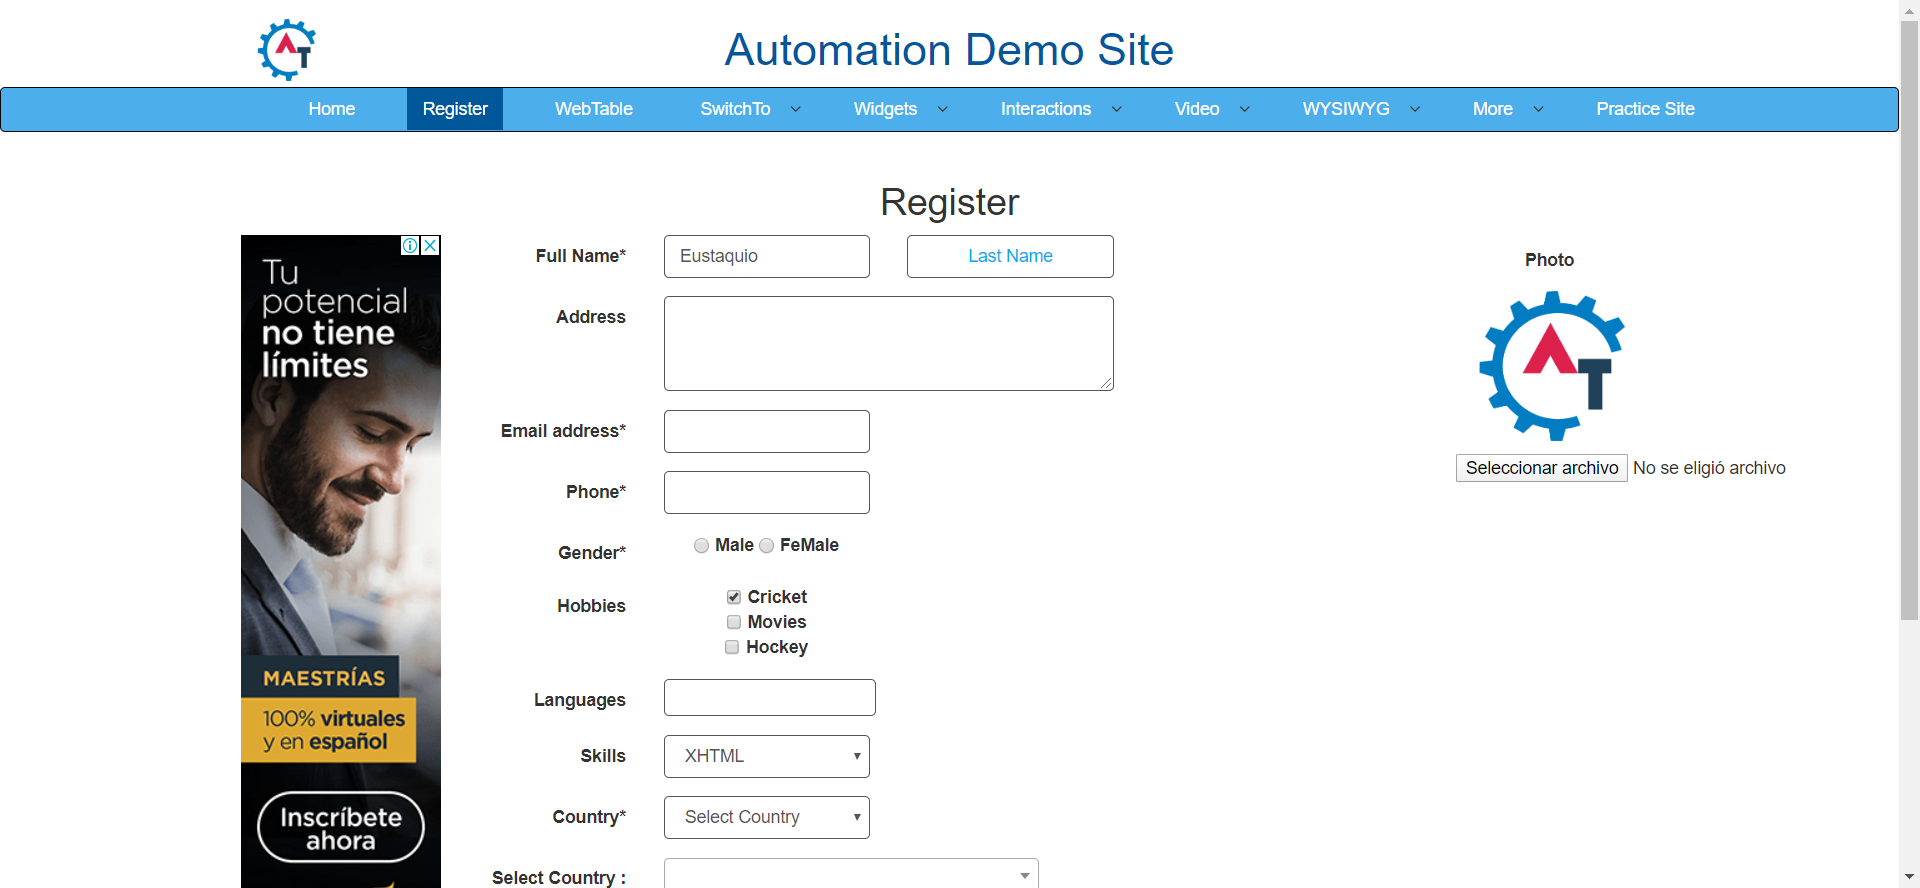 AT
Automation Demo Site
Home Register WebTable SwitchTo Widgets Interactions Video WYSIWYG More Practice Site
Register
Tu
potencial
no tiene
límites
MAESTRÍAS
100% virtuales
y en español
Inscríbete
ahora
Full Name* Eustaquio Last Name
Address
Email address*
Phone*
Gender* Male FeMale
Hobbies Cricket
Movies
Hockey
Languages
Skills XHTML
Country* Select Country
Select Country :
Photo
AT
Seleccionar archivo No se eligió archivo